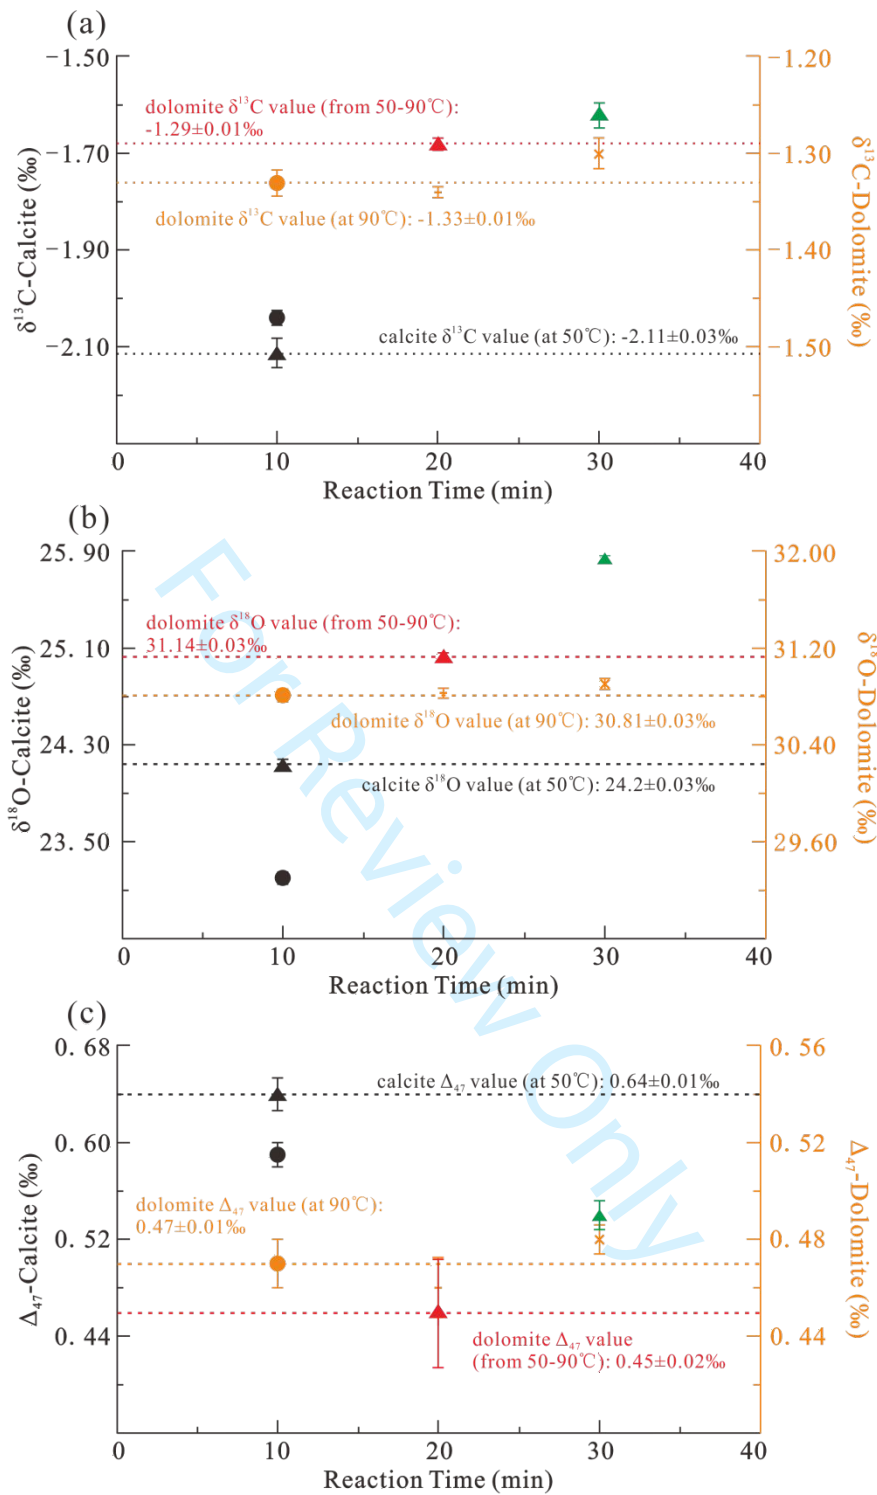 (a)
−1.50
−1.20
dolomite δ¹³C value (from 50-90℃):
-1.29±0.01‰
−1.70
−1.30
dolomite δ¹³C value (at 90℃): -1.33±0.01‰
−1.90
−1.40
calcite δ¹³C value (at 50℃): -2.11±0.03‰
−2.10
−1.50
δ¹³C-Calcite (‰)
δ¹³C-Dolomite (‰)
0 10 20 30 40
Reaction Time (min)
(b)
25.90
32.00
dolomite δ¹⁸O value (from 50-90℃):
31.14±0.03‰
25.10
31.20
dolomite δ¹⁸O value (at 90℃): 30.81±0.03‰
24.30
30.40
calcite δ¹⁸O value (at 50℃): 24.2±0.03‰
23.50
29.60
δ¹⁸O-Calcite (‰)
δ¹⁸O-Dolomite (‰)
0 10 20 30 40
Reaction Time (min)
(c)
0.68
0.56
calcite Δ₄₇ value (at 50℃): 0.64±0.01‰
0.60
0.52
dolomite Δ₄₇ value (at 90℃):
0.47±0.01‰
0.52
0.48
0.44
0.44
dolomite Δ₄₇ value
(from 50-90℃): 0.45±0.02‰
Δ₄₇-Calcite (‰)
Δ₄₇-Dolomite (‰)
0 10 20 30 40
Reaction Time (min)
For Review Only